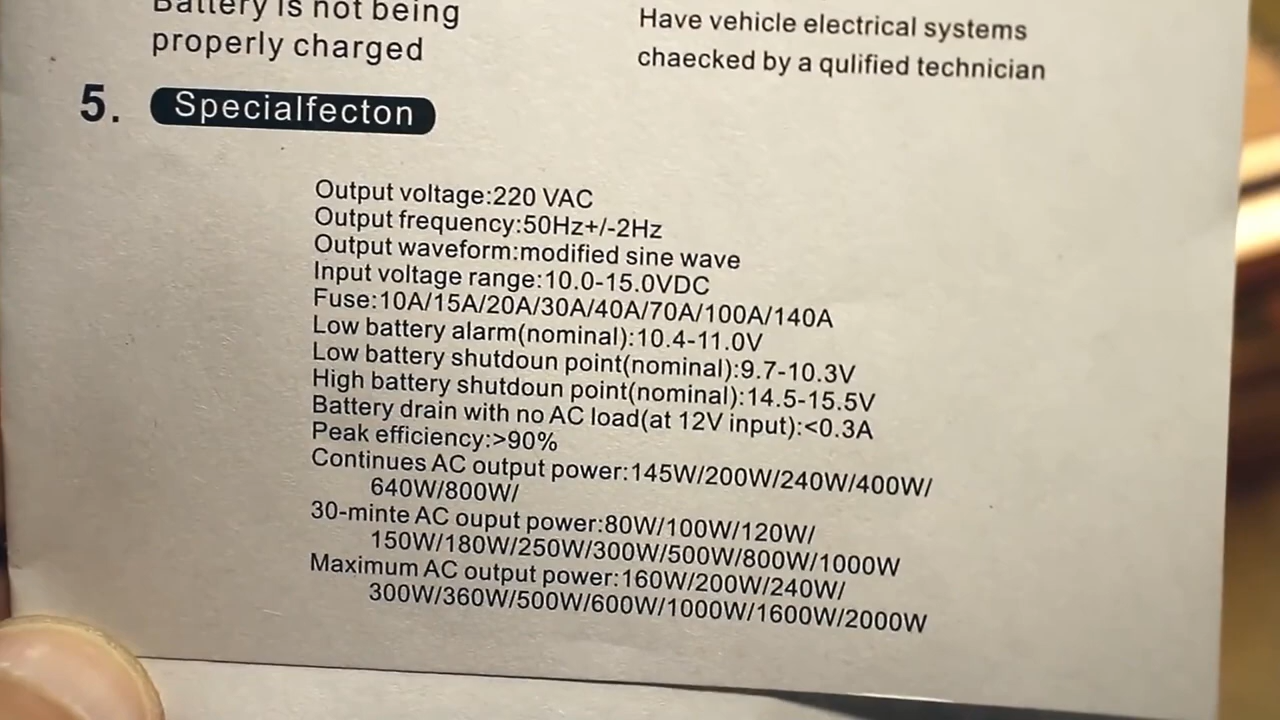 Battery is not being
properly charged
Have vehicle electrical systems
chaecked by a qulified technician
5. Specialfecton
Output voltage:220 VAC
Output frequency:50Hz+/-2Hz
Output waveform:modified sine wave
Input voltage range:10.0-15.0VDC
Fuse:10A/15A/20A/30A/40A/70A/100A/140A
Low battery alarm(nominal):10.4-11.0V
Low battery shutdoun point(nominal):9.7-10.3V
High battery shutdoun point(nominal):14.5-15.5V
Battery drain with no AC load(at 12V input):<0.3A
Peak efficiency:>90%
Continues AC output power:145W/200W/240W/400W/
640W/800W/
30-minte AC ouput power:80W/100W/120W/
150W/180W/250W/300W/500W/800W/1000W
Maximum AC output power:160W/200W/240W/
300W/360W/500W/600W/1000W/1600W/2000W